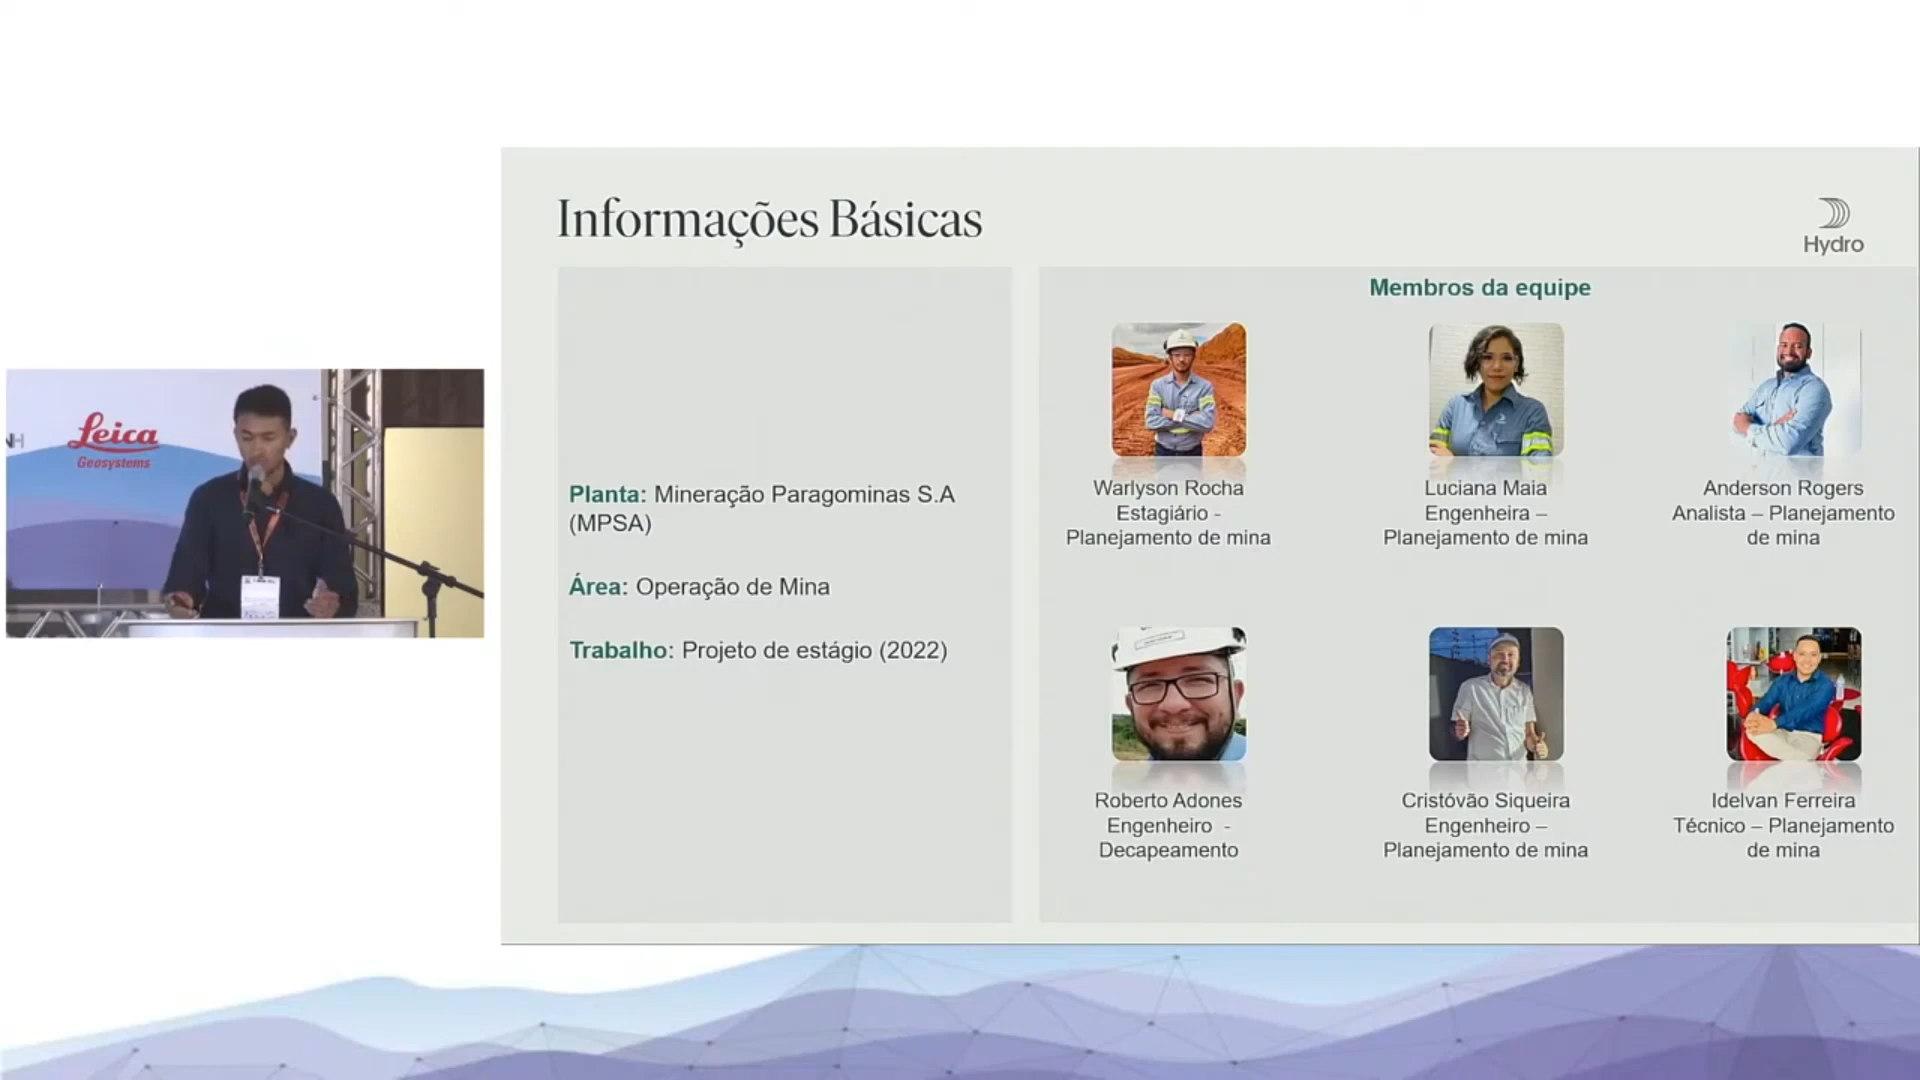 Informações Básicas
Hydro
Planta: Mineração Paragominas S.A
(MPSA)
Área: Operação de Mina
Trabalho: Projeto de estágio (2022)
Membros da equipe
Warlyson Rocha
Estagiário -
Planejamento de mina
Luciana Maia
Engenheira –
Planejamento de mina
Anderson Rogers
Analista – Planejamento
de mina
Roberto Adones
Engenheiro -
Decapeamento
Cristóvão Siqueira
Engenheiro –
Planejamento de mina
Idelvan Ferreira
Técnico – Planejamento
de mina
Leica
Geosystems